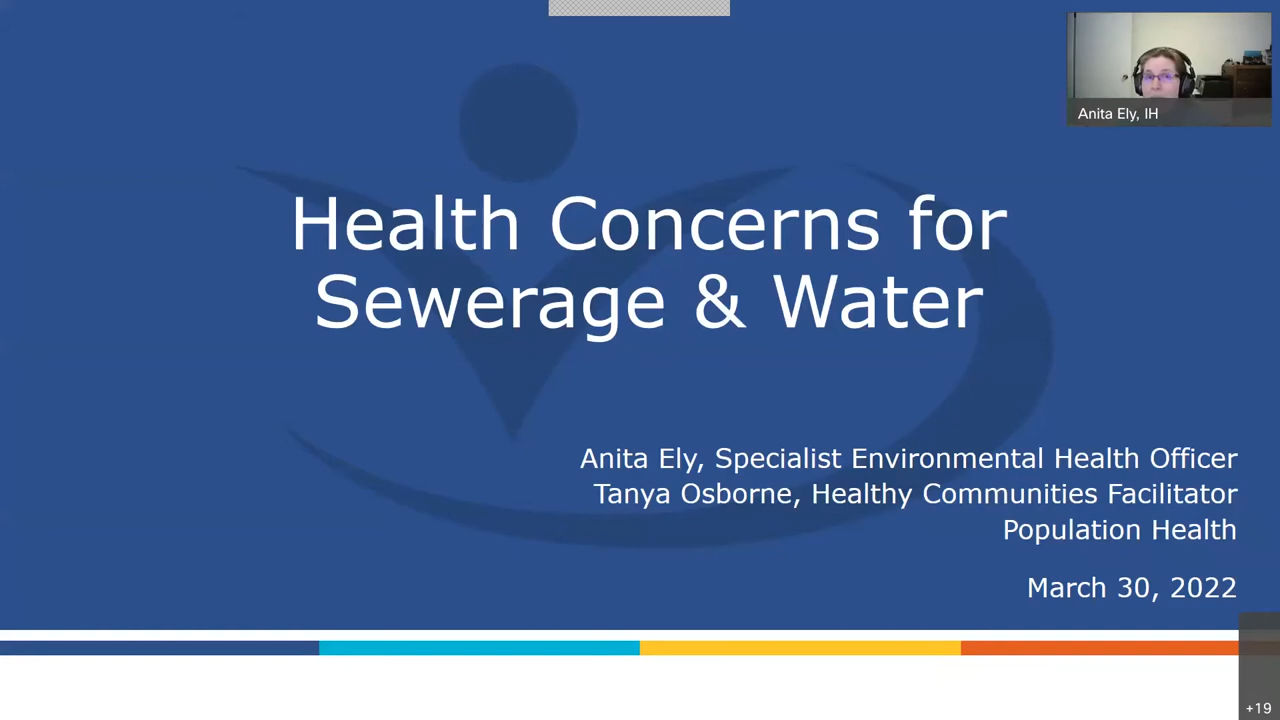 Anita Ely, IH
Health Concerns for
Sewerage & Water
Anita Ely, Specialist Environmental Health Officer
Tanya Osborne, Healthy Communities Facilitator
Population Health
March 30, 2022
+19